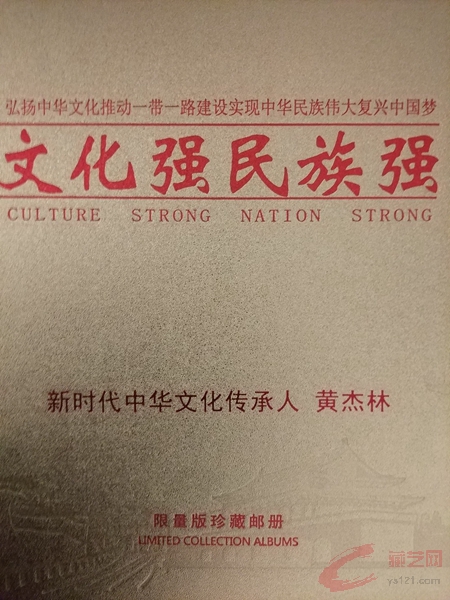 弘扬中华文化推动一带一路建设实现中华民族伟大复兴中国梦
文化强民族强
CULTURE STRONG NATION STRONG
新时代中华文化传承人 黄杰林
限量版珍藏邮册
LIMITED COLLECTION ALBUMS
藏艺网
ys121.com